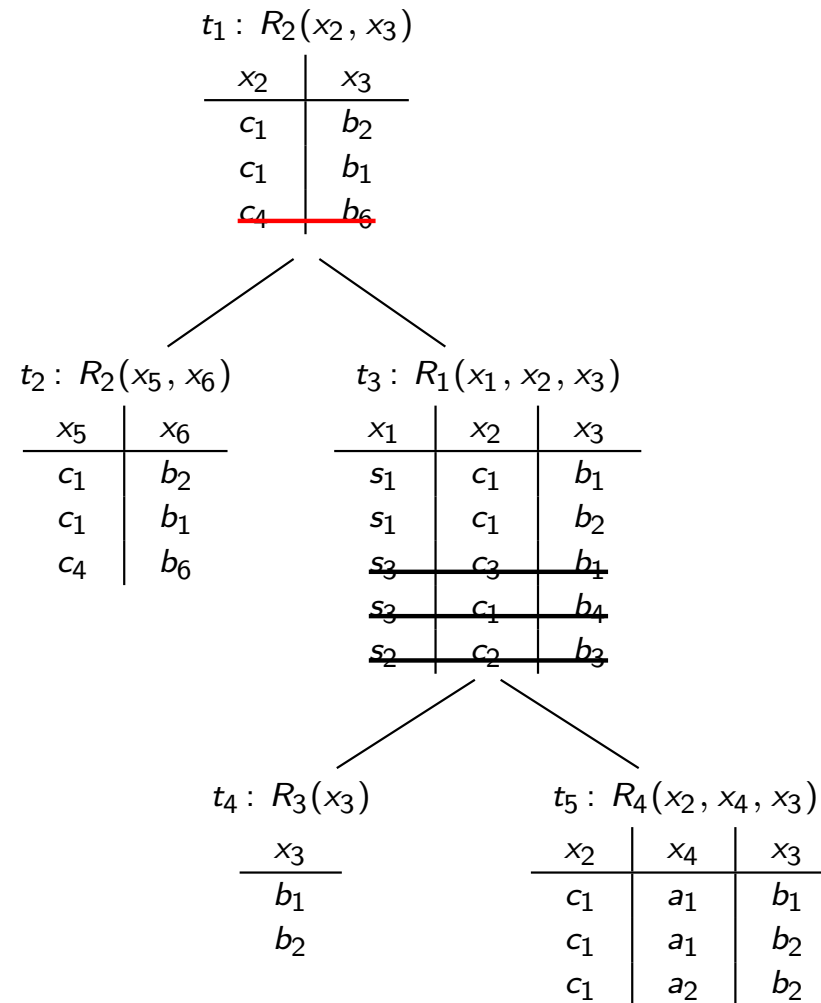 t₁ : R₂(x₂, x₃)
x₂ x₃
c₁ b₂
c₁ b₁
c₄ b₆
t₂ : R₂(x₅, x₆)
x₅ x₆
c₁ b₂
c₁ b₁
c₄ b₆
t₃ : R₁(x₁, x₂, x₃)
x₁ x₂ x₃
s₁ c₁ b₁
s₁ c₁ b₂
s₃ c₃ b₁
s₃ c₁ b₄
s₂ c₂ b₃
t₄ : R₃(x₃)
x₃
b₁
b₂
t₅ : R₄(x₂, x₄, x₃)
x₂ x₄ x₃
c₁ a₁ b₁
c₁ a₁ b₂
c₁ a₂ b₂